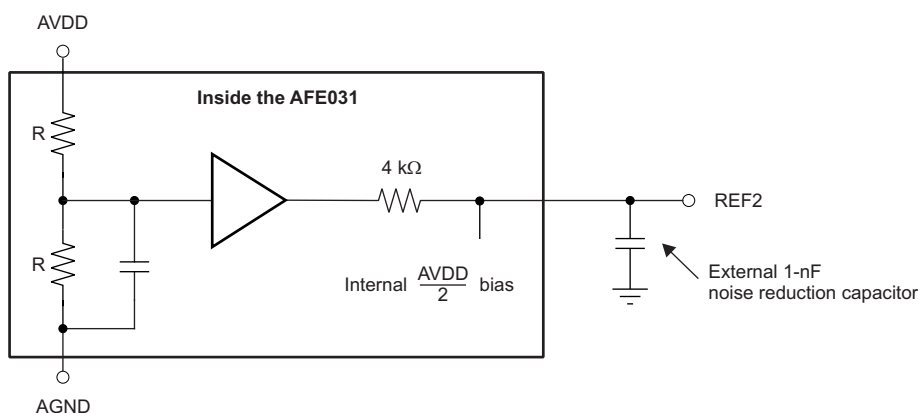 AVDD
Inside the AFE031
R
4 kΩ
REF2
R
Internal AVDD/2 bias
External 1-nF
noise reduction capacitor
AGND